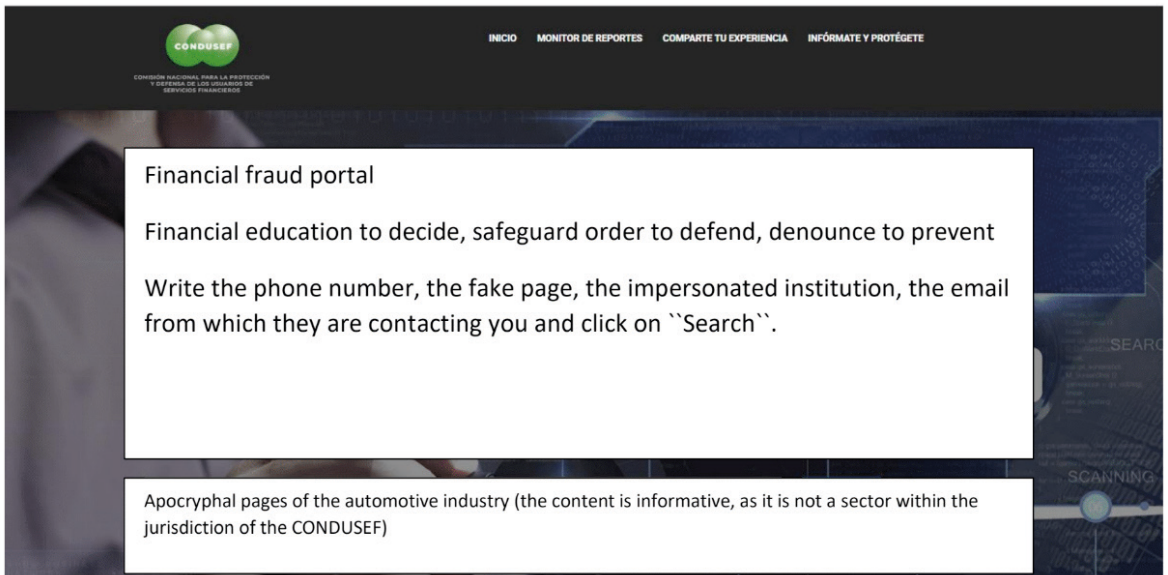 CONDUSEF
COMISIÓN NACIONAL PARA LA PROTECCIÓN
Y DEFENSA DE LOS USUARIOS DE
SERVICIOS FINANCIEROS
INICIO MONITOR DE REPORTES COMPARTE TU EXPERIENCIA INFÓRMATE Y PROTÉGETE
Financial fraud portal
Financial education to decide, safeguard order to defend, denounce to prevent
Write the phone number, the fake page, the impersonated institution, the email
from which they are contacting you and click on ``Search``.
SEARC
SCANNING
Apocryphal pages of the automotive industry (the content is informative, as it is not a sector within the
jurisdiction of the CONDUSEF)